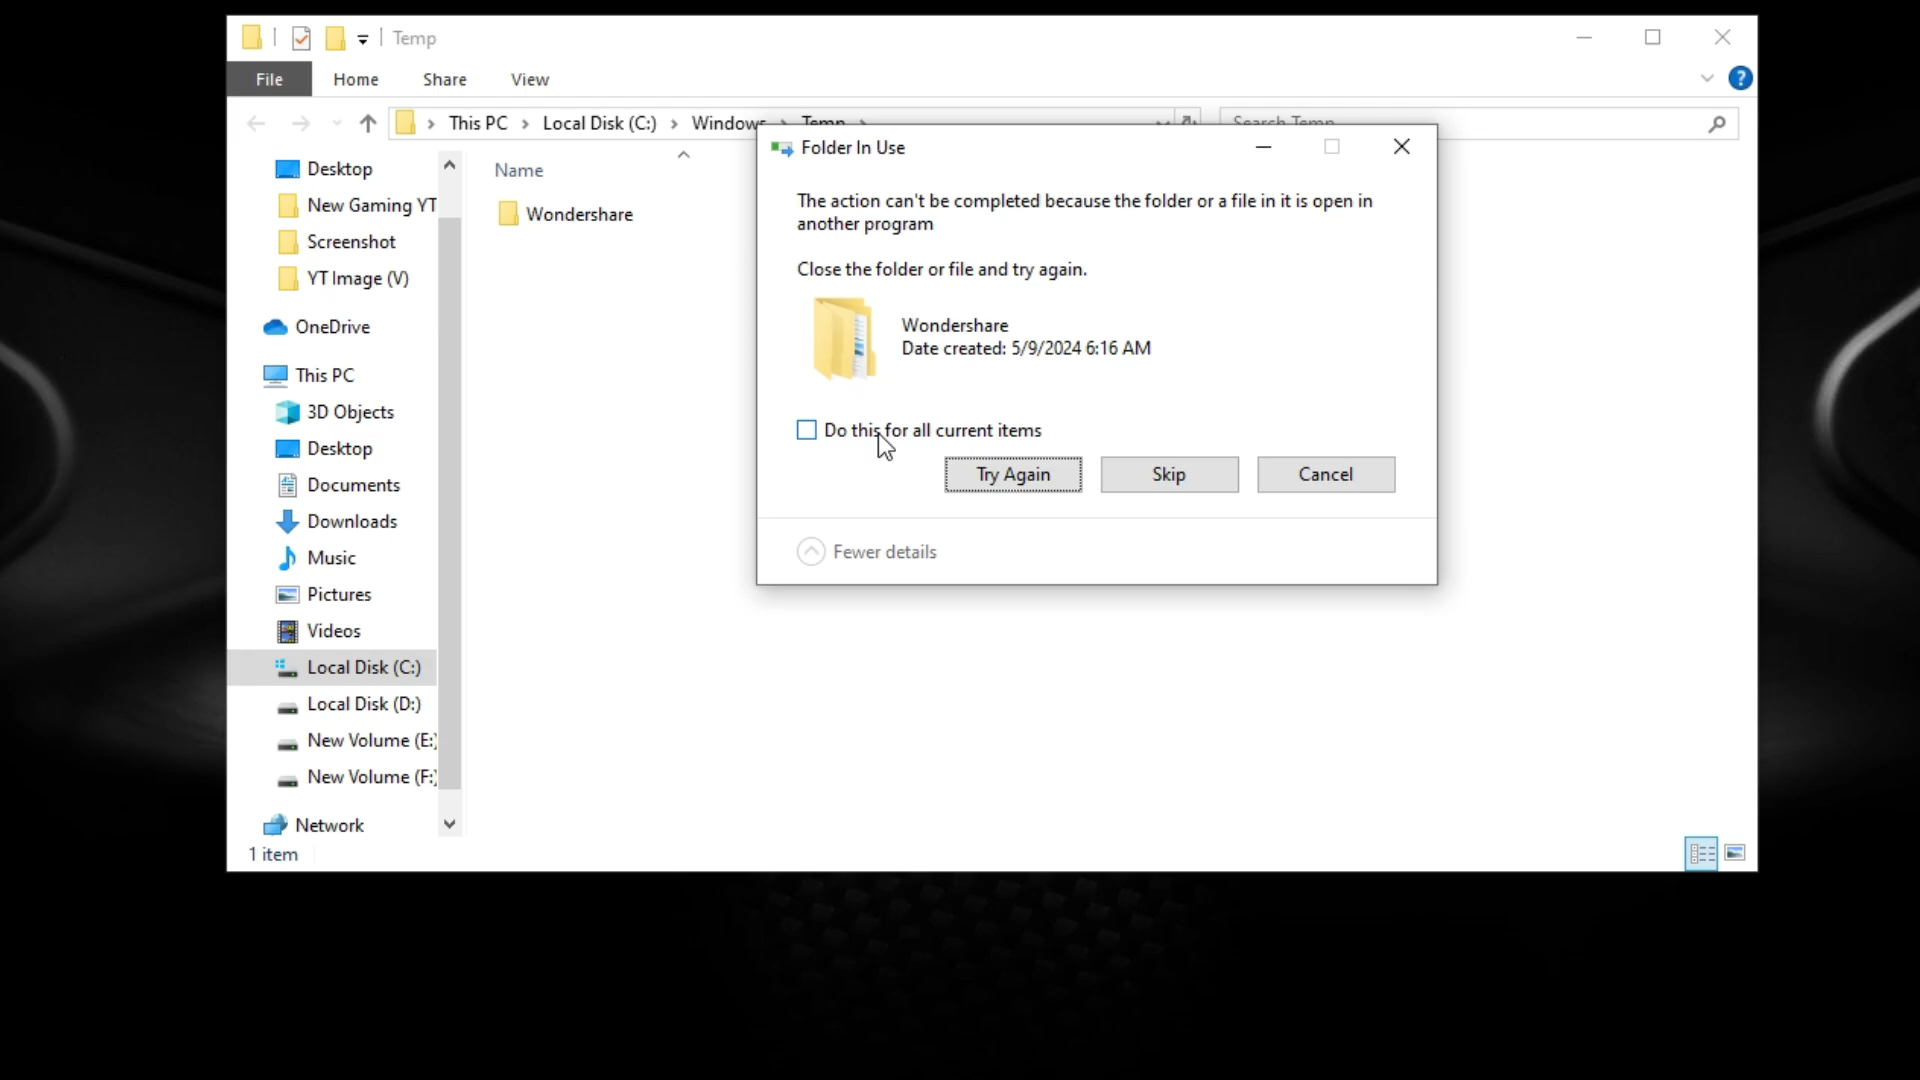 Temp
File Home Share View
?
This PC Local Disk (C:) Windows Temp
Search Temp
Desktop
New Gaming YT
Screenshot
YT Image (V)
OneDrive
This PC
3D Objects
Desktop
Documents
Downloads
Music
Pictures
Videos
Local Disk (C:)
Local Disk (D:)
New Volume (E:)
New Volume (F:)
Network
1 item
Name
Wondershare
Folder In Use
The action can't be completed because the folder or a file in it is open in
another program
Close the folder or file and try again.
Wondershare
Date created: 5/9/2024 6:16 AM
Do this for all current items
Try Again Skip Cancel
Fewer details